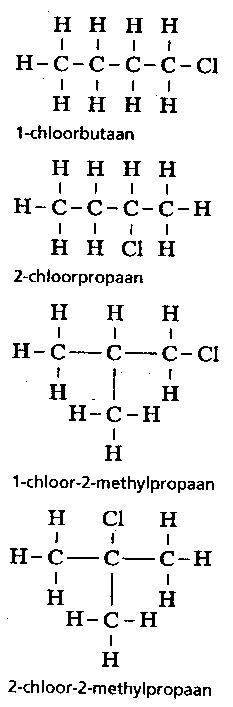 H H H H
H-C-C-C-C-Cl
H H H H
1-chloorbutaan
H H H H
H-C-C-C-C-H
H H Cl H
2-chloorpropaan
H H H
H-C-C-C-Cl
H H
H-C-H
H
1-chloor-2-methylpropaan
H Cl H
H-C-C-C-H
H H
H-C-H
H
2-chloor-2-methylpropaan